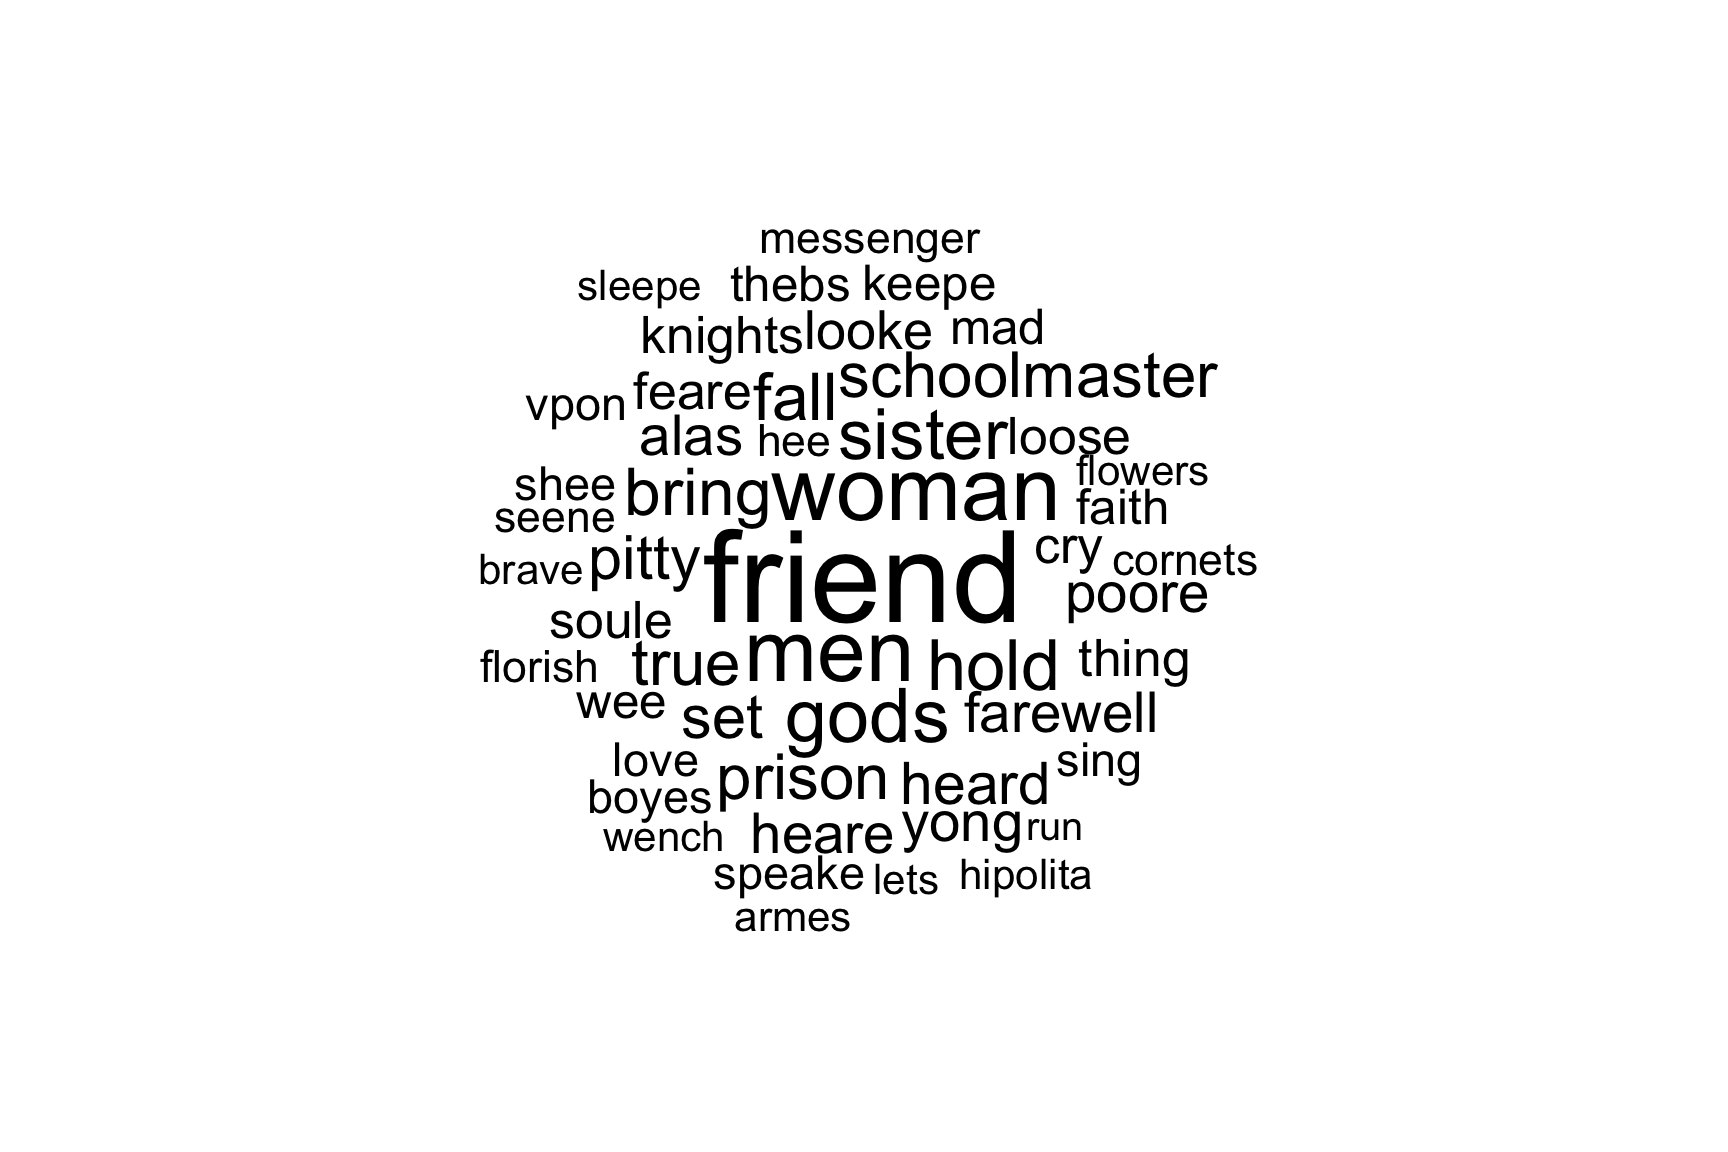 messenger
sleepe thebs keepe
knights looke mad
vpon feare fall schoolmaster
alas hee sister loose
shee bring woman flowers
seene faith
brave pitty friend cry cornets
soule poore
florish true men hold thing
wee set gods farewell
love prison heard sing
boyes yong run
wench heare
speake lets hipolita
armes